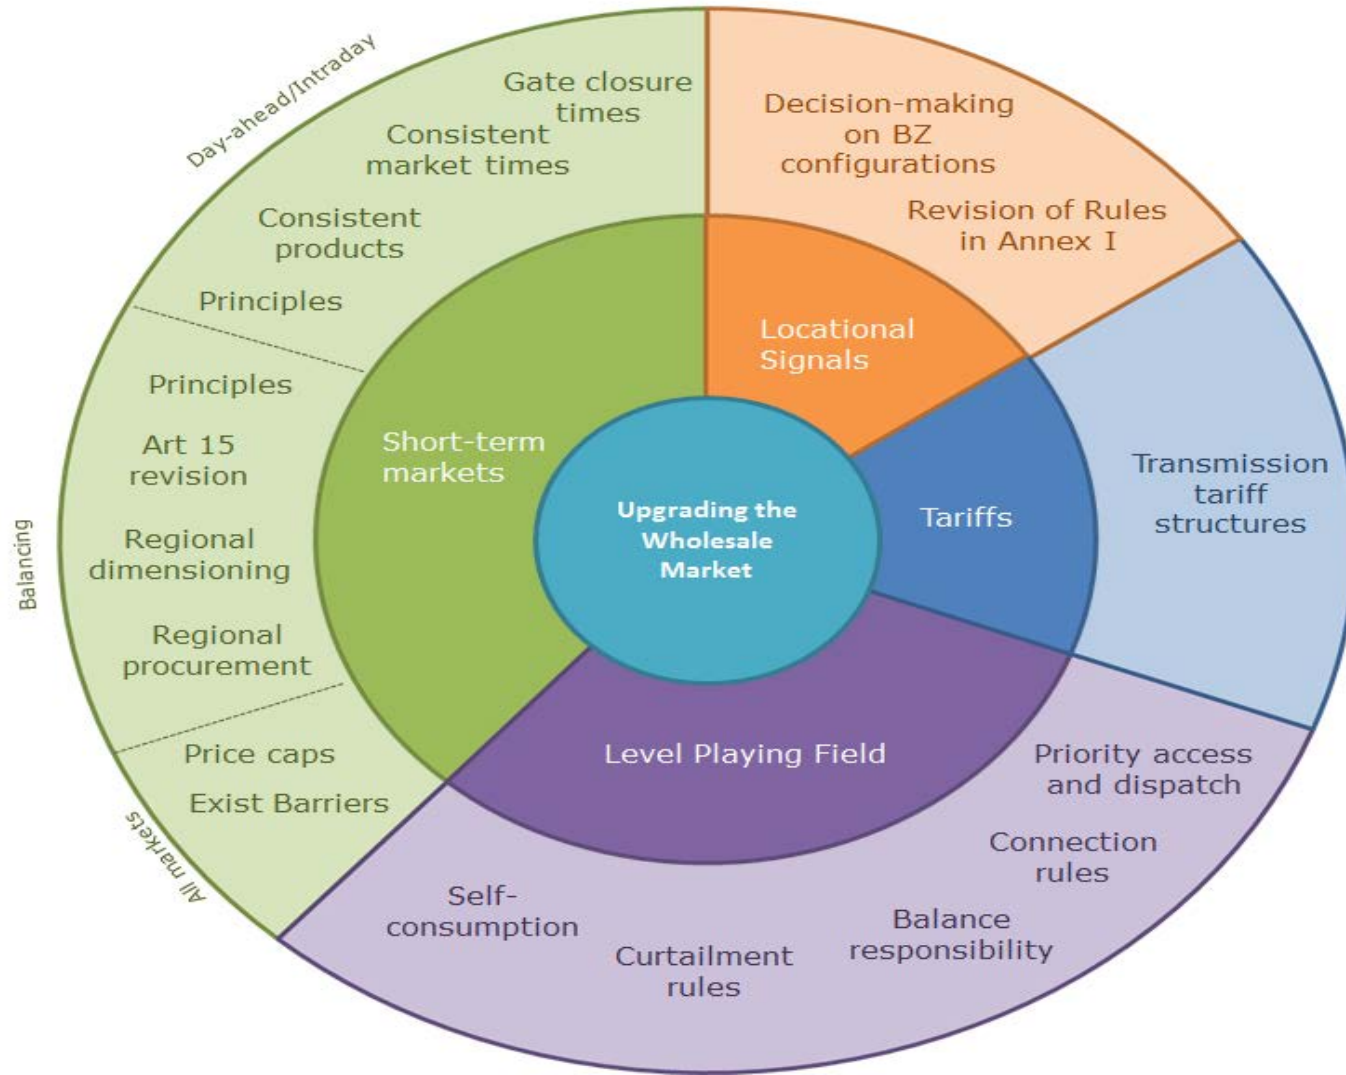 Day-ahead/Intraday
Gate closure
times
Consistent
market times
Consistent
products
Principles
Balancing
Principles
Art 15
revision
Regional
dimensioning
Regional
procurement
All markets
Price caps
Exist Barriers
Short-term
markets
Decision-making
on BZ
configurations
Revision of Rules
in Annex I
Locational
Signals
Transmission
tariff
structures
Tariffs
Upgrading the
Wholesale
Market
Level Playing Field
Priority access
and dispatch
Connection
rules
Balance
responsibility
Curtailment
rules
Self-
consumption